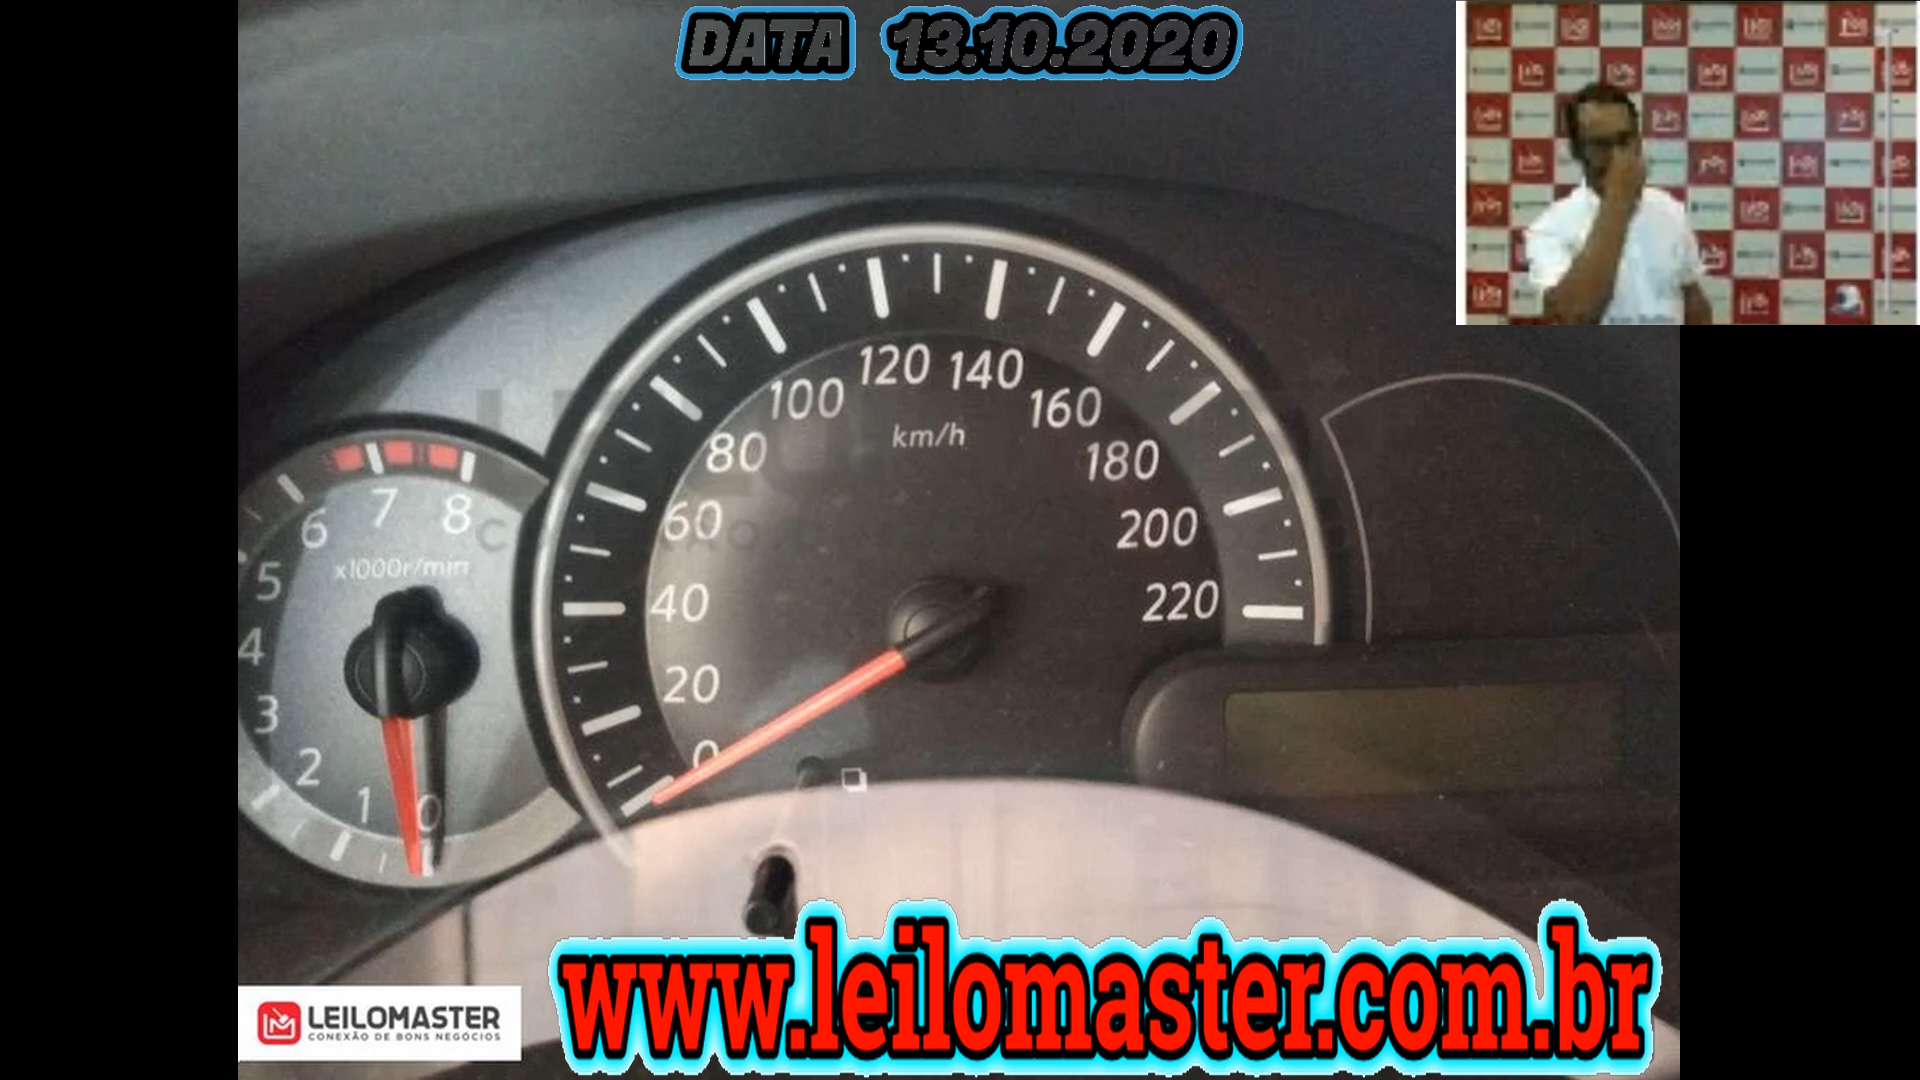 DATA 13.10.2020
120 140
100 160
km/h
80 180
60 200
40 220
20
0
7
6 8
x1000r/min
5
4
3
2
1 0
www.leilomaster.com.br
LEILOMASTER
CONEXÃO DE BONS NEGÓCIOS